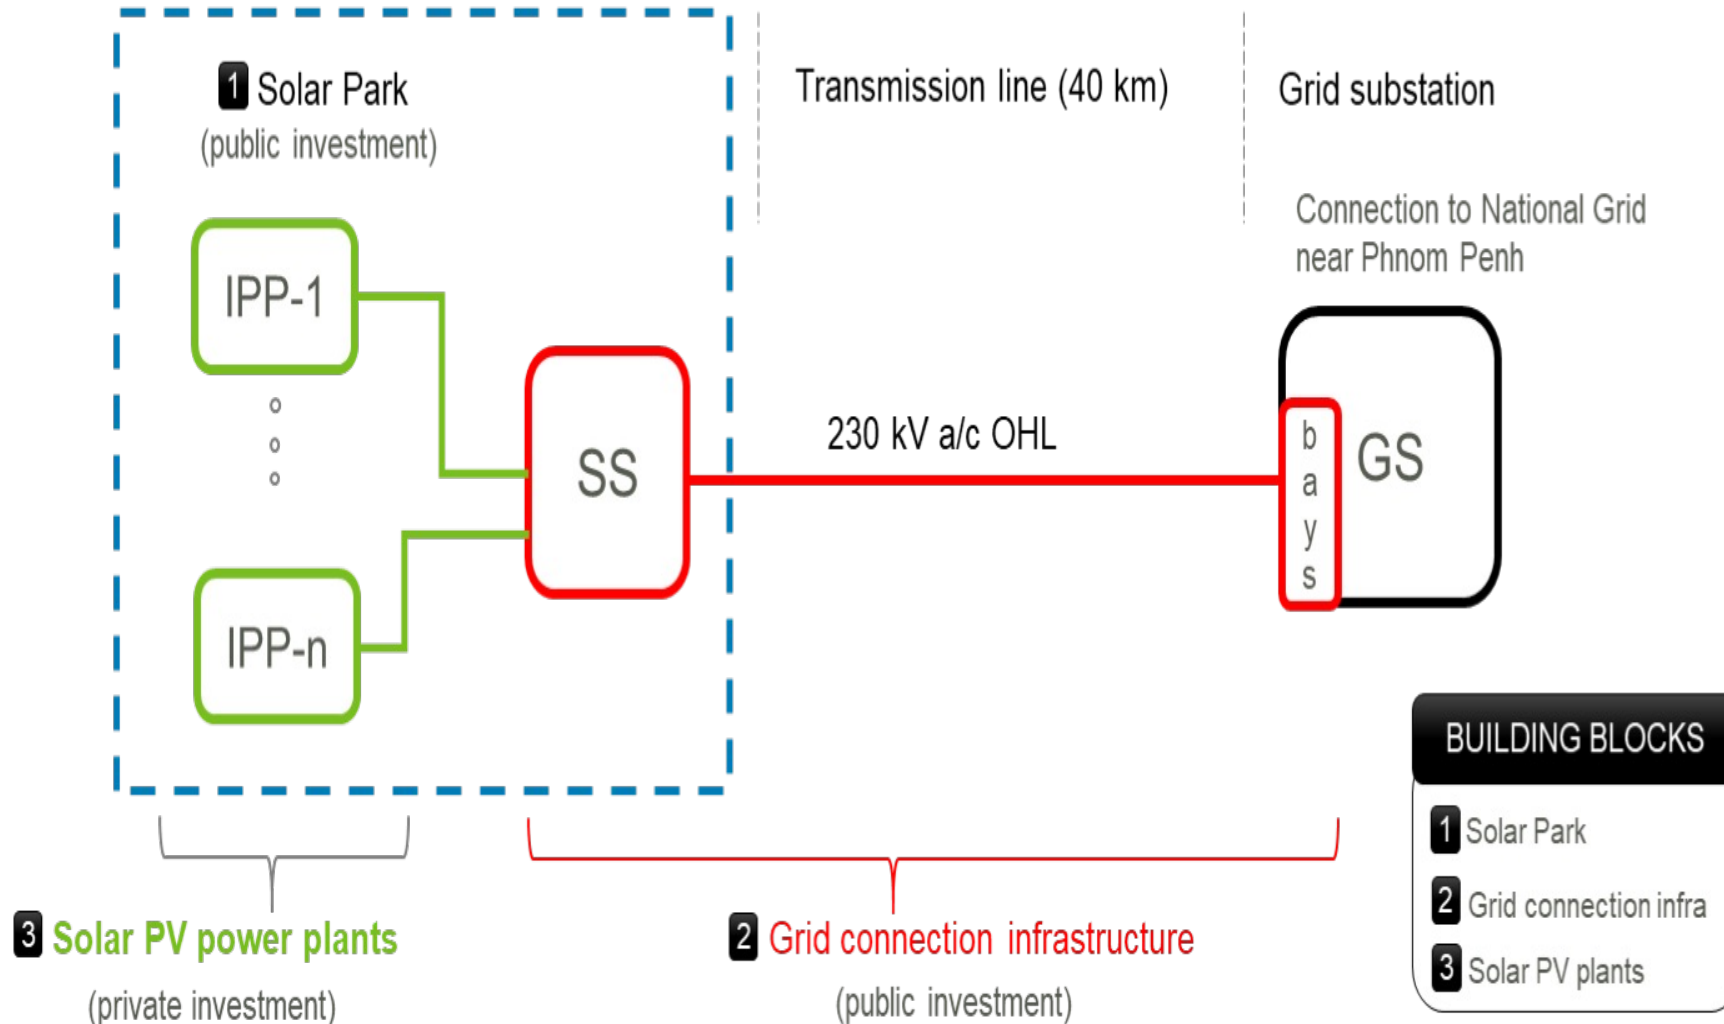 1 Solar Park
(public investment)
Transmission line (40 km)
Grid substation
Connection to National Grid
near Phnom Penh
IPP-1
SS
230 kV a/c OHL
b
a
y
s
GS
IPP-n
BUILDING BLOCKS
1 Solar Park
2 Grid connection infra
3 Solar PV plants
3 Solar PV power plants
(private investment)
2 Grid connection infrastructure
(public investment)